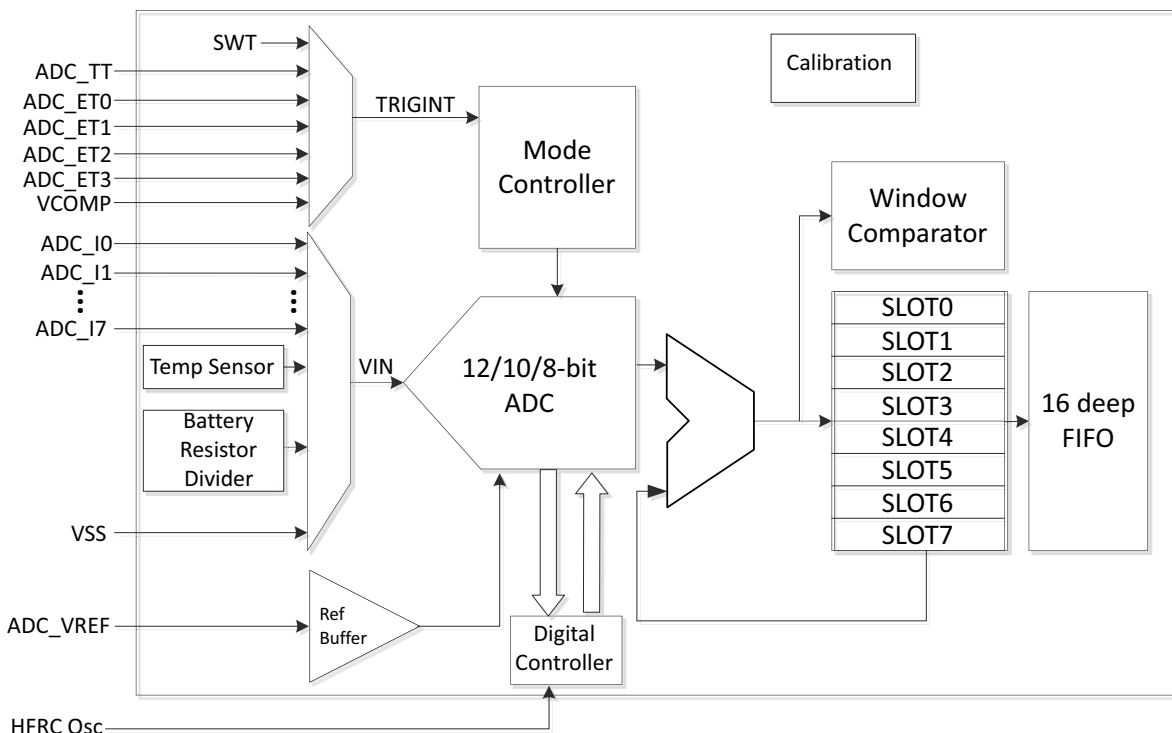 SWT
ADC_TT
ADC_ET0
ADC_ET1
ADC_ET2
ADC_ET3
VCOMP
TRIGINT
Mode
Controller
Calibration
Window
Comparator
ADC_I0
ADC_I1
ADC_I7
Temp Sensor
Battery
Resistor
Divider
VSS
VIN
12/10/8-bit
ADC
SLOT0
SLOT1
SLOT2
SLOT3
SLOT4
SLOT5
SLOT6
SLOT7
16 deep
FIFO
ADC_VREF
Ref
Buffer
Digital
Controller
HFRC Osc